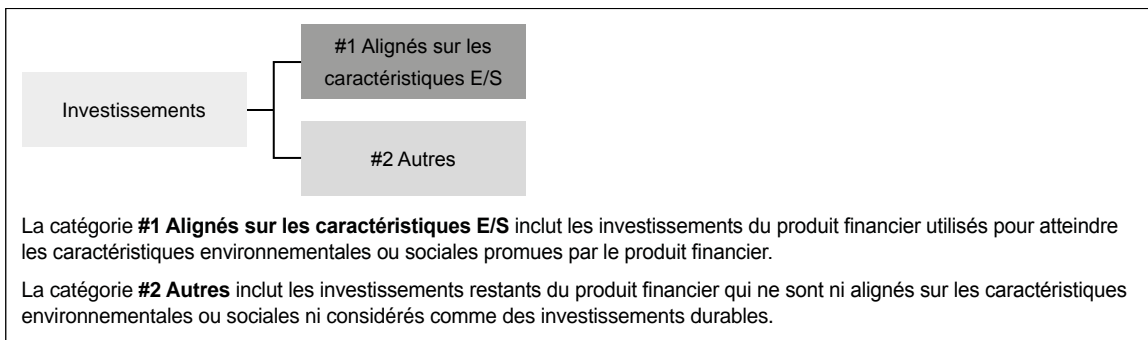 #1 Alignés sur les
caractéristiques E/S
Investissements
#2 Autres
La catégorie #1 Alignés sur les caractéristiques E/S inclut les investissements du produit financier utilisés pour atteindre
les caractéristiques environnementales ou sociales promues par le produit financier.
La catégorie #2 Autres inclut les investissements restants du produit financier qui ne sont ni alignés sur les caractéristiques
environnementales ou sociales ni considérés comme des investissements durables.